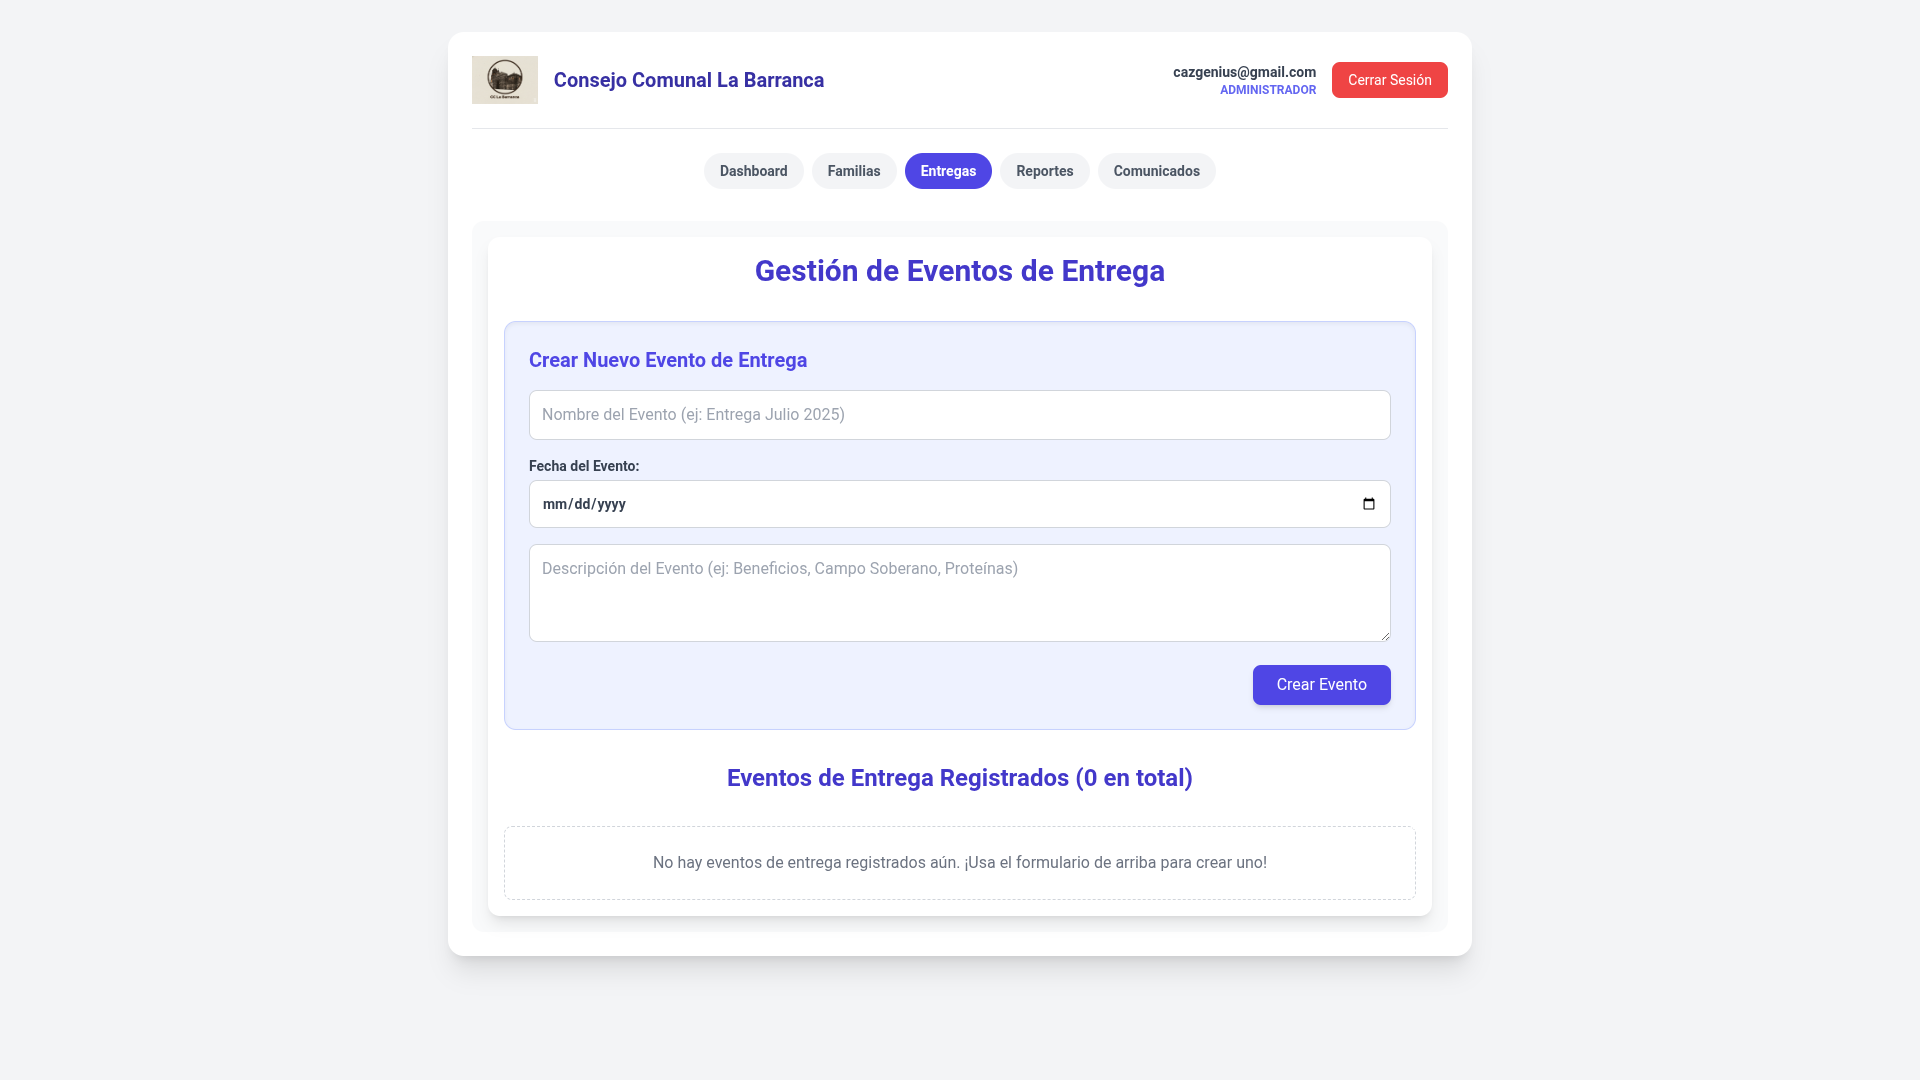 CC La Barranca
Consejo Comunal La Barranca
cazgenius@gmail.com
ADMINISTRADOR
Cerrar Sesión
Dashboard
Familias
Entregas
Reportes
Comunicados
Gestión de Eventos de Entrega
Crear Nuevo Evento de Entrega
Nombre del Evento (ej: Entrega Julio 2025)
Fecha del Evento:
mm/dd/yyyy
Descripción del Evento (ej: Beneficios, Campo Soberano, Proteínas)
Crear Evento
Eventos de Entrega Registrados (0 en total)
No hay eventos de entrega registrados aún. ¡Usa el formulario de arriba para crear uno!